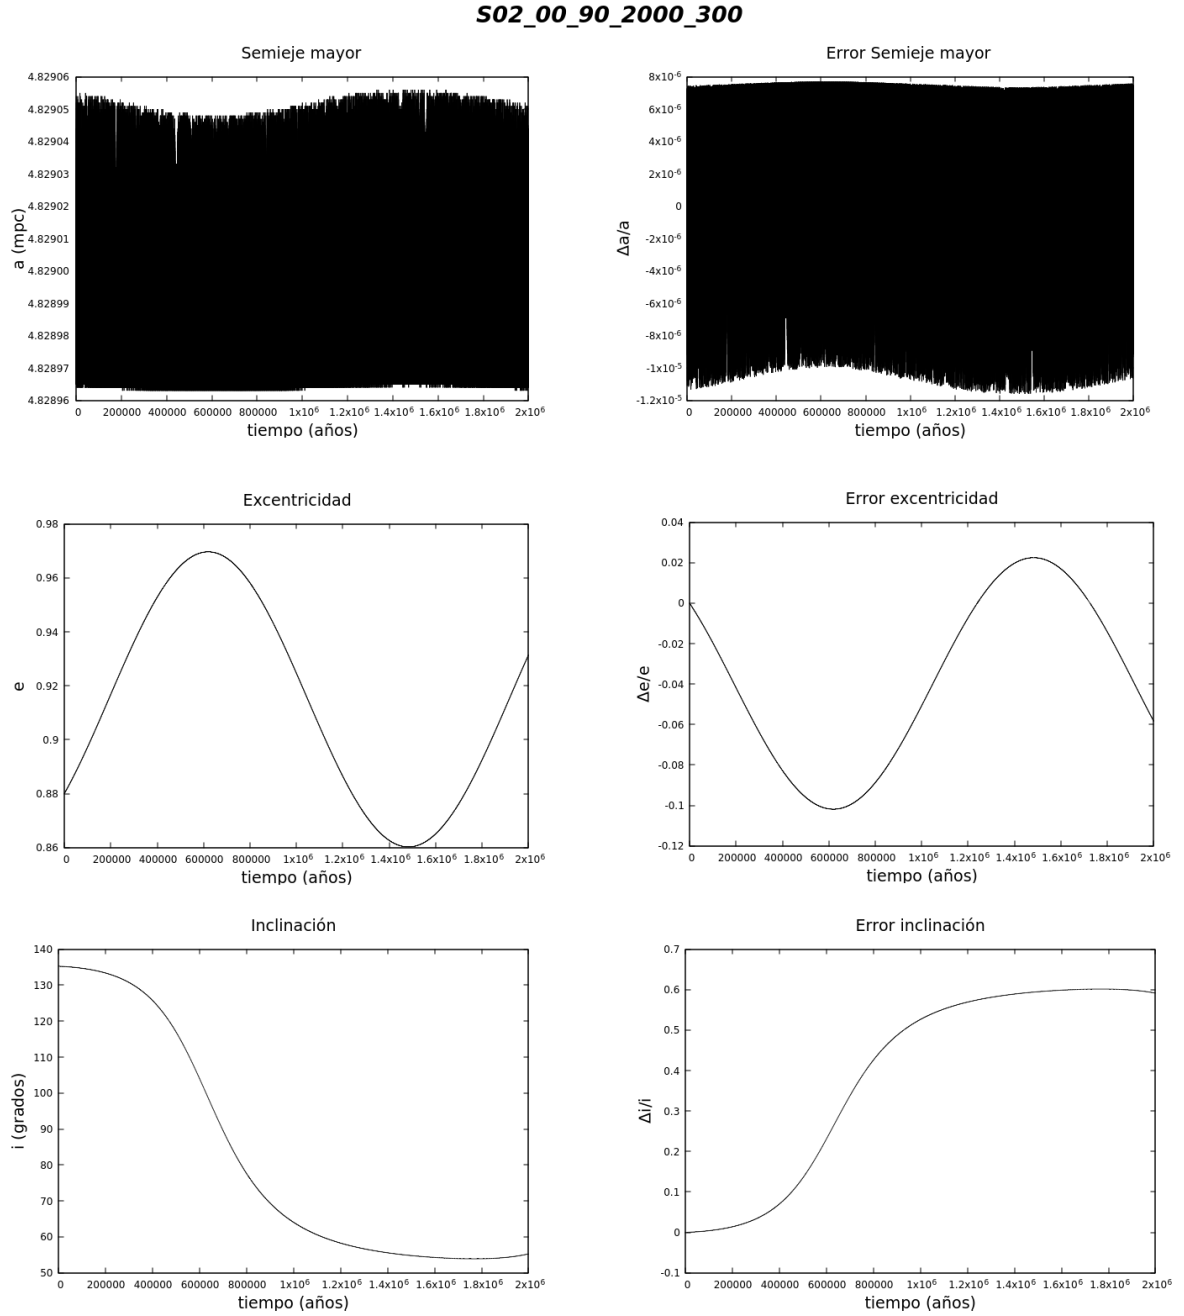 S02_00_90_2000_300
Semieje mayor
4.82906
4.82905
4.82904
4.82903
4.82902
4.82901
4.82900
4.82899
4.82898
4.82897
4.82896
a (mpc)
0 200000 400000 600000 800000 1x10⁶ 1.2x10⁶ 1.4x10⁶ 1.6x10⁶ 1.8x10⁶ 2x10⁶
tiempo (años)
Error Semieje mayor
8x10⁻⁶
6x10⁻⁶
4x10⁻⁶
2x10⁻⁶
0
-2x10⁻⁶
-4x10⁻⁶
-6x10⁻⁶
-8x10⁻⁶
-1x10⁻⁵
-1.2x10⁻⁵
Δa/a
0 200000 400000 600000 800000 1x10⁶ 1.2x10⁶ 1.4x10⁶ 1.6x10⁶ 1.8x10⁶ 2x10⁶
tiempo (años)
Excentricidad
0.98
0.96
0.94
0.92
0.9
0.88
0.86
e
0 200000 400000 600000 800000 1x10⁶ 1.2x10⁶ 1.4x10⁶ 1.6x10⁶ 1.8x10⁶ 2x10⁶
tiempo (años)
Error excentricidad
0.04
0.02
0
-0.02
-0.04
-0.06
-0.08
-0.1
-0.12
Δe/e
0 200000 400000 600000 800000 1x10⁶ 1.2x10⁶ 1.4x10⁶ 1.6x10⁶ 1.8x10⁶ 2x10⁶
tiempo (años)
Inclinación
140
130
120
110
100
90
80
70
60
50
i (grados)
0 200000 400000 600000 800000 1x10⁶ 1.2x10⁶ 1.4x10⁶ 1.6x10⁶ 1.8x10⁶ 2x10⁶
tiempo (años)
Error inclinación
0.7
0.6
0.5
0.4
0.3
0.2
0.1
0
-0.1
Δi/i
0 200000 400000 600000 800000 1x10⁶ 1.2x10⁶ 1.4x10⁶ 1.6x10⁶ 1.8x10⁶ 2x10⁶
tiempo (años)